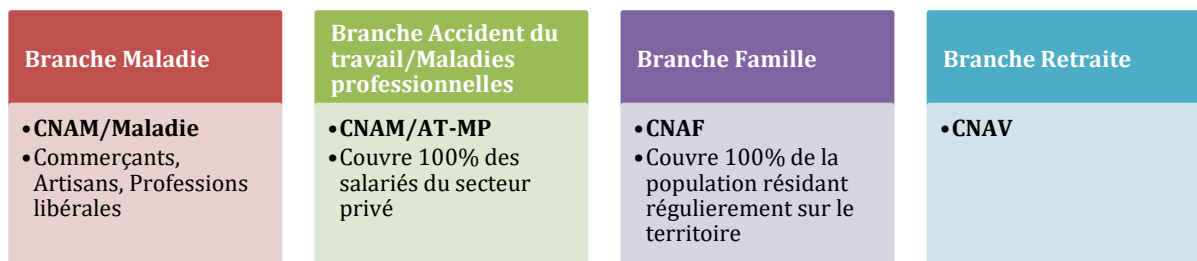 Branche Maladie
•CNAM/Maladie
•Commerçants,
Artisans, Professions
libérales
Branche Accident du
travail/Maladies
professionnelles
•CNAM/AT-MP
•Couvre 100% des
salariés du secteur
privé
Branche Famille
•CNAF
•Couvre 100% de la
population résidant
régulierement sur le
territoire
Branche Retraite
•CNAV